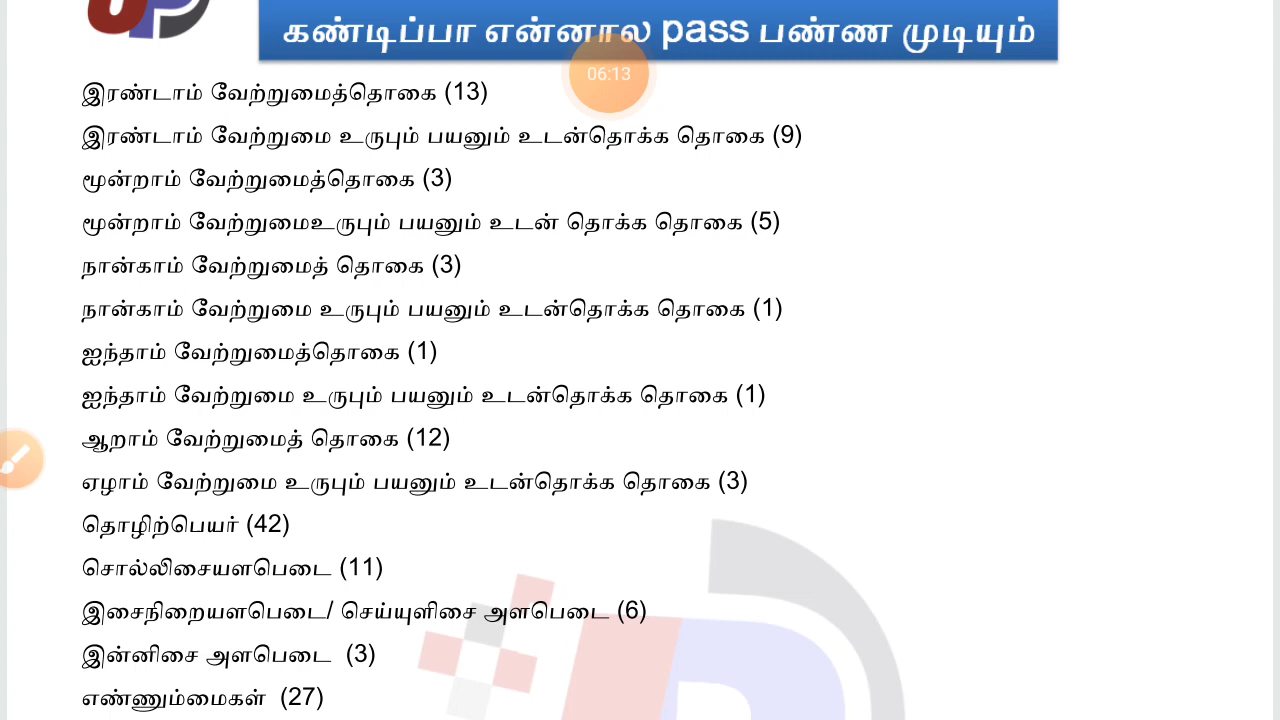 கண்டிப்பா என்னால pass பண்ண முடியும்
06:13
இரண்டாம் வேற்றுமைத்தொகை (13)
இரண்டாம் வேற்றுமை உருபும் பயனும் உடன்தொக்க தொகை (9)
மூன்றாம் வேற்றுமைத்தொகை (3)
மூன்றாம் வேற்றுமைஉருபும் பயனும் உடன் தொக்க தொகை (5)
நான்காம் வேற்றுமைத் தொகை (3)
நான்காம் வேற்றுமை உருபும் பயனும் உடன்தொக்க தொகை (1)
ஐந்தாம் வேற்றுமைத்தொகை (1)
ஐந்தாம் வேற்றுமை உருபும் பயனும் உடன்தொக்க தொகை (1)
ஆறாம் வேற்றுமைத் தொகை (12)
ஏழாம் வேற்றுமை உருபும் பயனும் உடன்தொக்க தொகை (3)
தொழிற்பெயர் (42)
சொல்லிசையளபெடை (11)
இசைநிறையளபெடை/ செய்யுளிசை அளபெடை (6)
இன்னிசை அளபெடை (3)
எண்ணும்மைகள் (27)